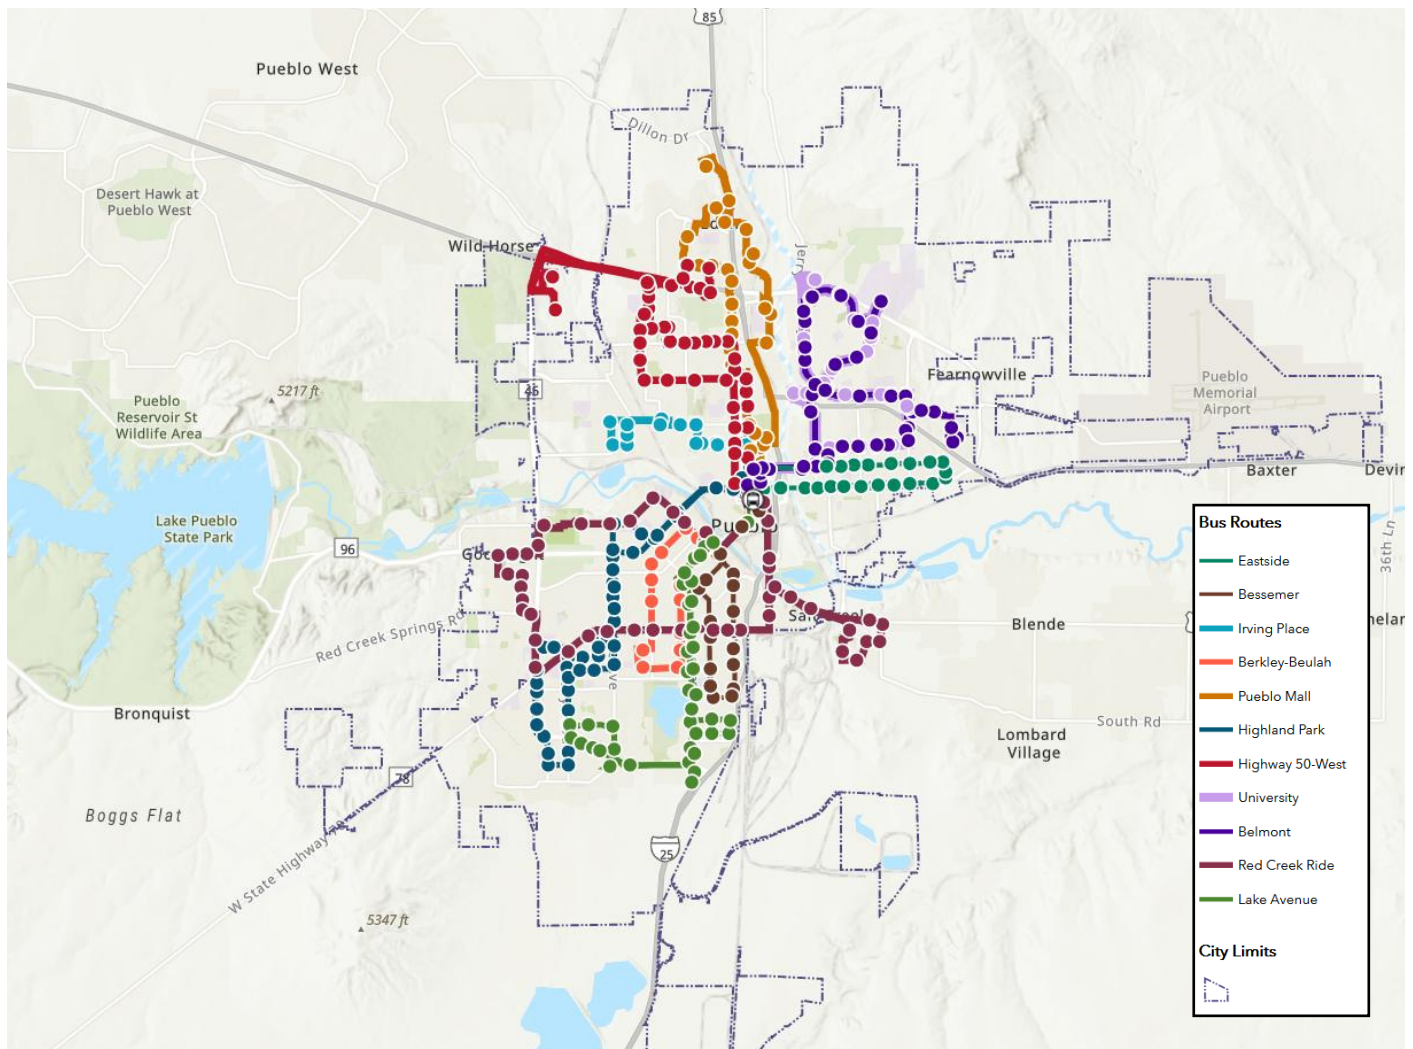 85
Pueblo West
Dillon Dr
Desert Hawk at
Pueblo West
Wild Horse
Jerry
Fearnowville
45
5217 ft
Pueblo
Reservoir St
Wildlife Area
Pueblo
Memorial
Airport
Baxter
Devin
Lake Pueblo
State Park
96
Pueblo
36th Ln
Red Creek Springs Rd
Blende
Bronquist
South Rd
Lombard
Village
78
Boggs Flat
W State Highway
25
5347 ft
Bus Routes
Eastside
Bessemer
Irving Place
Berkley-Beulah
Pueblo Mall
Highland Park
Highway 50-West
University
Belmont
Red Creek Ride
Lake Avenue
City Limits